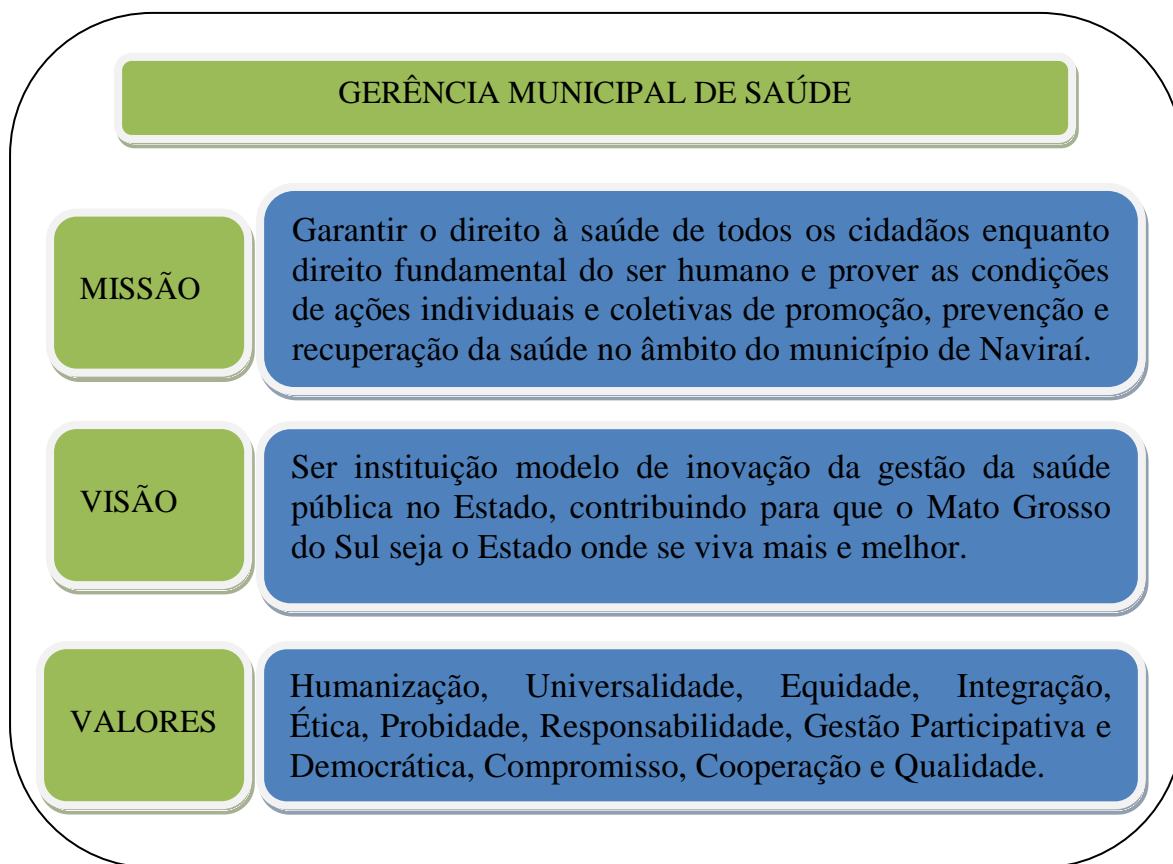 GERÊNCIA MUNICIPAL DE SAÚDE
MISSÃO
Garantir o direito à saúde de todos os cidadãos enquanto
direito fundamental do ser humano e prover as condições
de ações individuais e coletivas de promoção, prevenção e
recuperação da saúde no âmbito do município de Naviraí.
VISÃO
Ser instituição modelo de inovação da gestão da saúde
pública no Estado, contribuindo para que o Mato Grosso
do Sul seja o Estado onde se viva mais e melhor.
VALORES
Humanização, Universalidade, Equidade, Integração,
Ética, Probidade, Responsabilidade, Gestão Participativa e
Democrática, Compromisso, Cooperação e Qualidade.